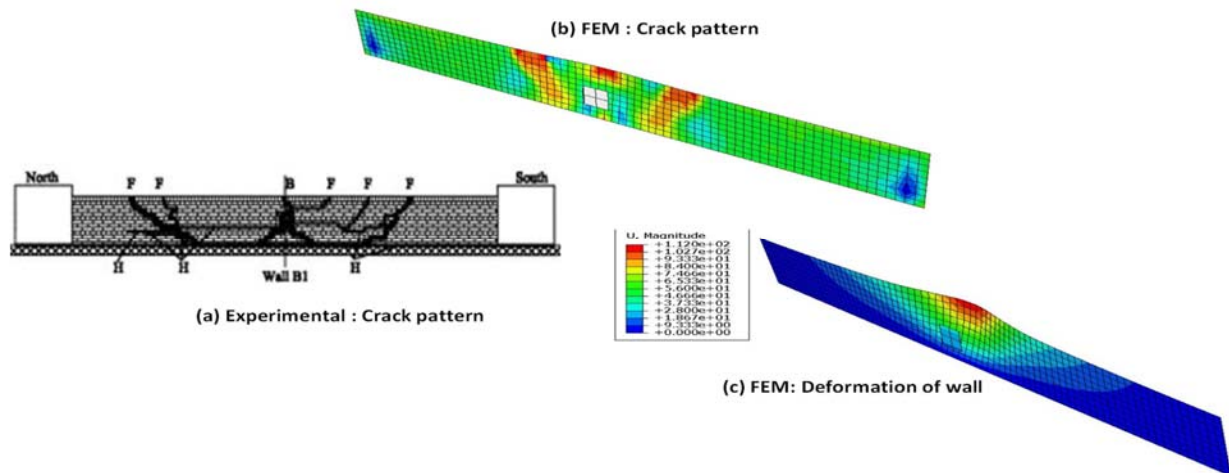 (b) FEM : Crack pattern
North
F F B F F F
South
H H H
Wall B1
(a) Experimental : Crack pattern
U, Magnitude
+1.120e+02
+1.027e+02
+9.333e+01
+8.400e+01
+7.466e+01
+6.533e+01
+5.600e+01
+4.666e+01
+3.733e+01
+2.800e+01
+1.867e+01
+9.333e+00
+0.000e+00
(c) FEM: Deformation of wall